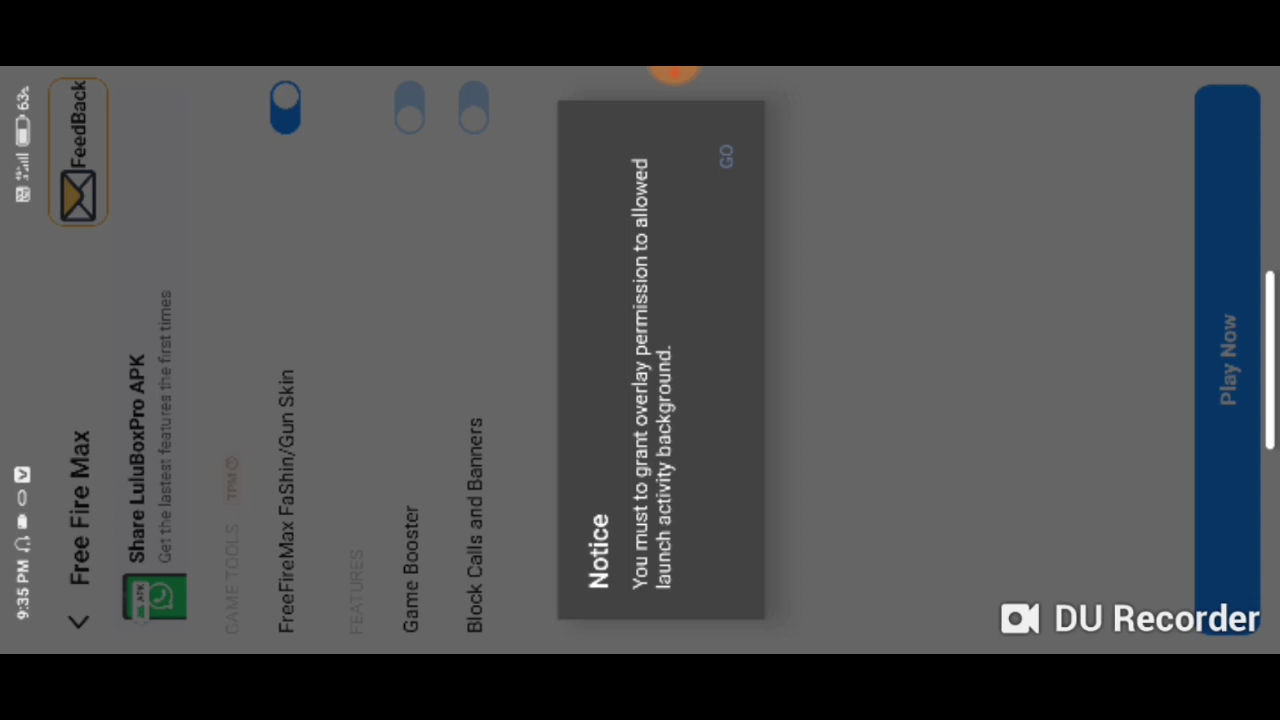 9:35 PM
63
Free Fire Max
FeedBack
APK
Share LuluBoxPro APK
Get the lastest features the first times
GAME TOOLS
FreeFireMax FaShin/Gun Skin
FEATURES
Game Booster
Block Calls and Banners
Notice
You must to grant overlay permission to allowed
launch activity background.
GO
Play Now
DU Recorder